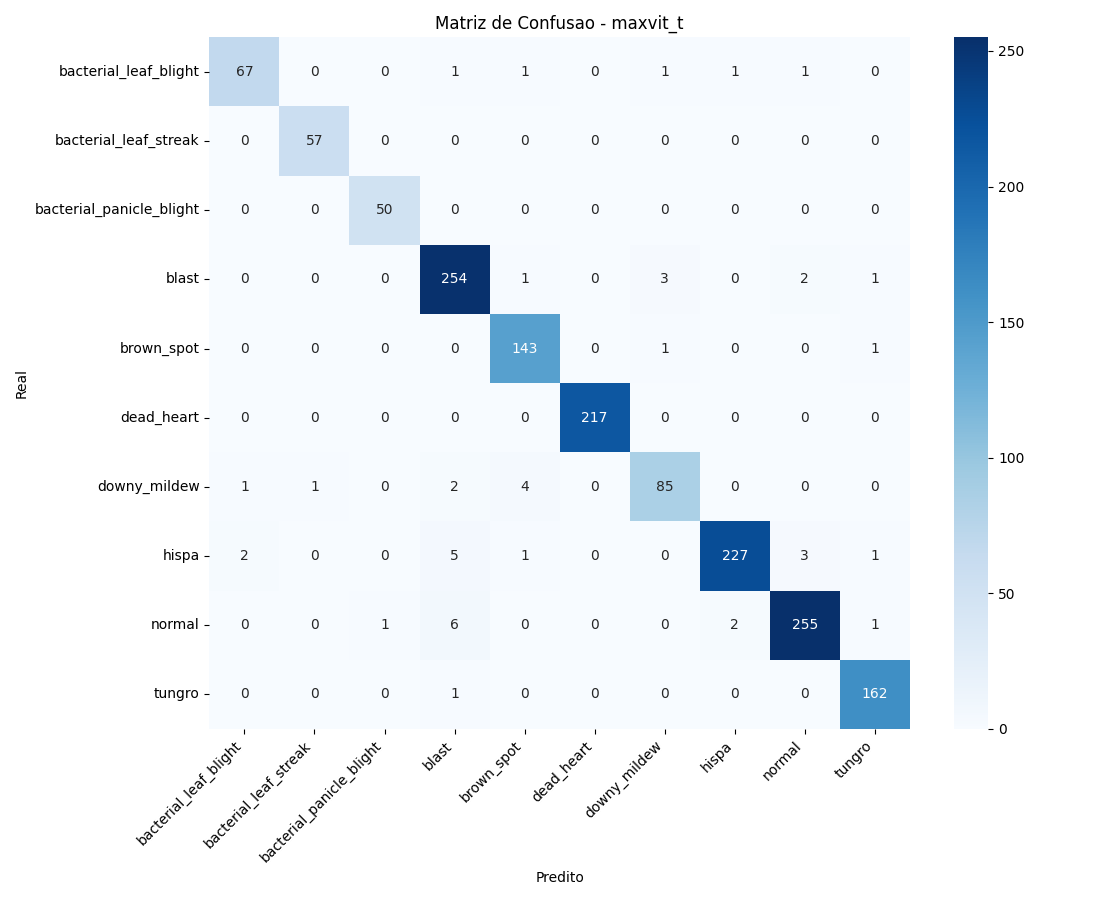 Matriz de Confusao - maxvit_t
bacterial_leaf_blight 67 0 0 1 1 0 1 1 1 0
bacterial_leaf_streak 0 57 0 0 0 0 0 0 0 0
bacterial_panicle_blight 0 0 50 0 0 0 0 0 0 0
blast 0 0 0 254 1 0 3 0 2 1
brown_spot 0 0 0 0 143 0 1 0 0 1
dead_heart 0 0 0 0 0 217 0 0 0 0
downy_mildew 1 1 0 2 4 0 85 0 0 0
hispa 2 0 0 5 1 0 0 227 3 1
normal 0 0 1 6 0 0 0 2 255 1
tungro 0 0 0 1 0 0 0 0 0 162
bacterial_leaf_blight bacterial_leaf_streak bacterial_panicle_blight blast brown_spot dead_heart downy_mildew hispa normal tungro
Predito
Real
250
200
150
100
50
0